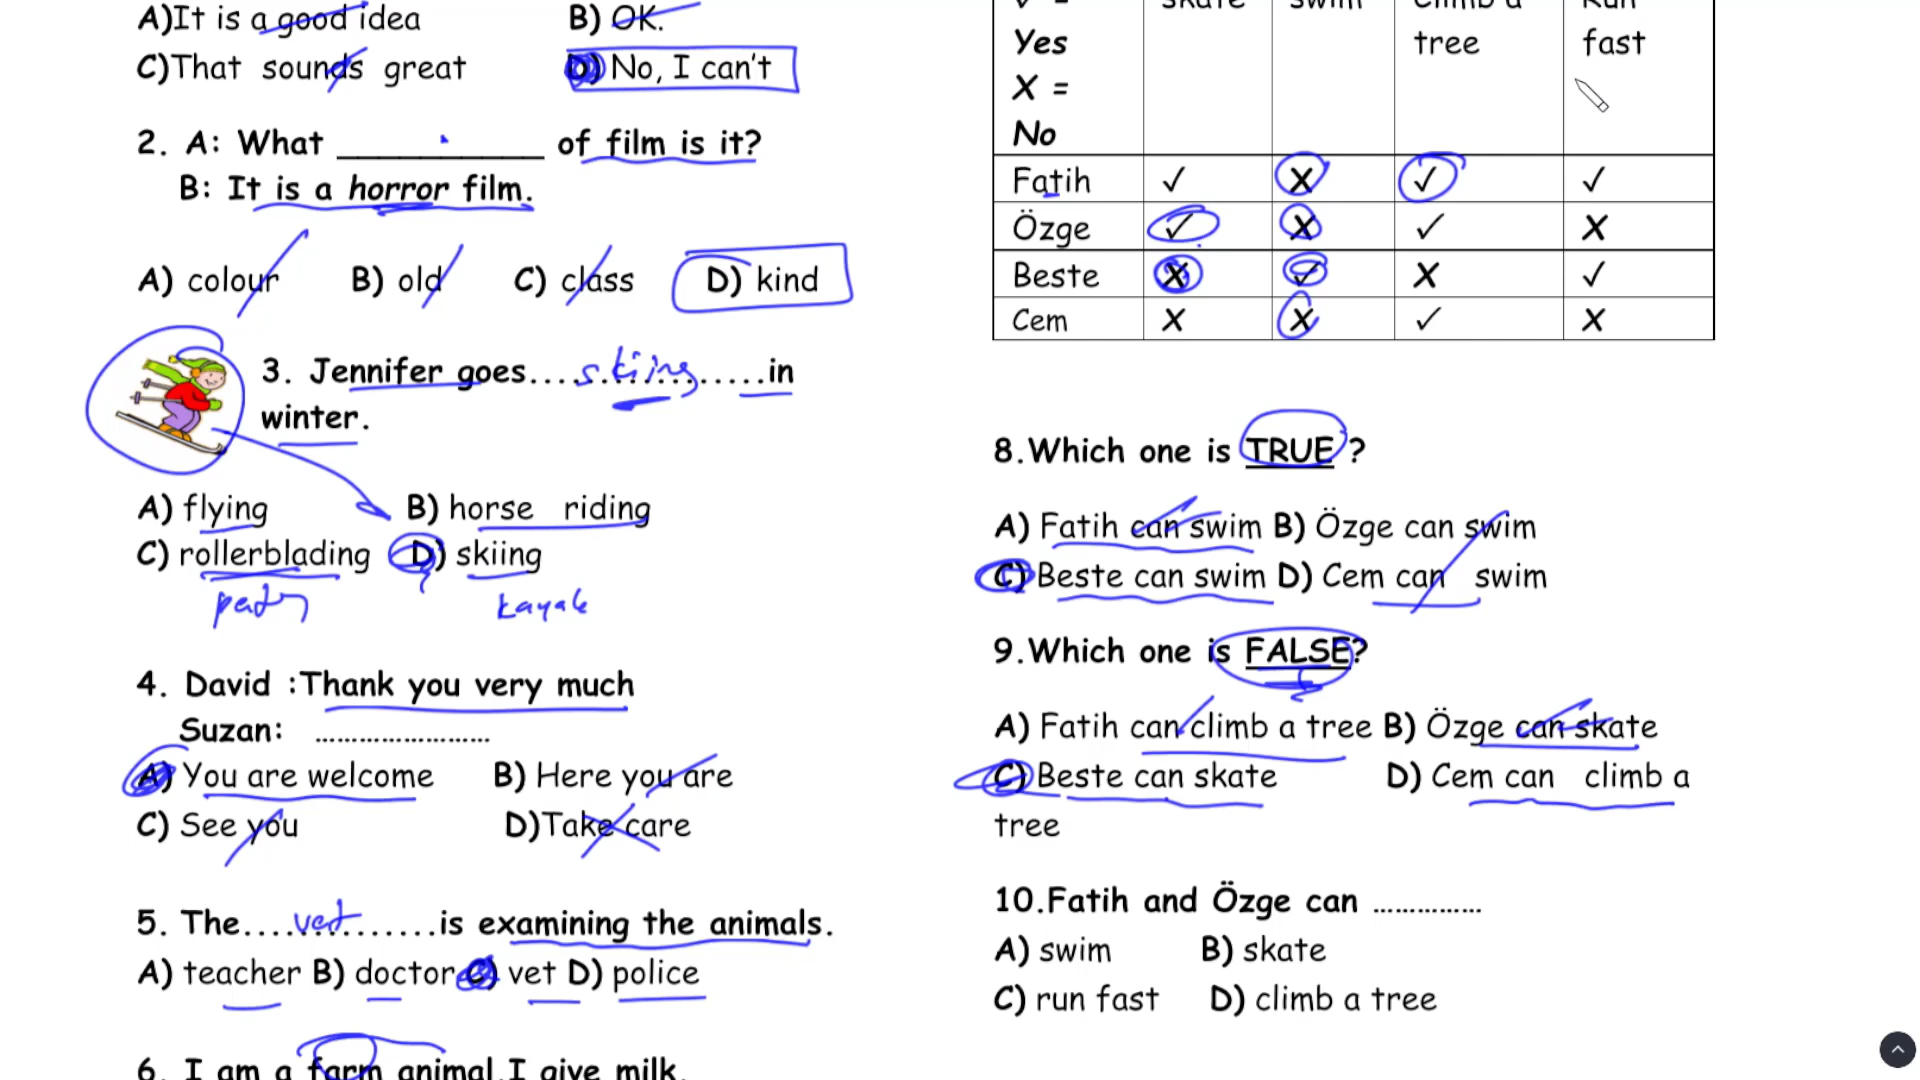 A)It is a good idea B) OK.
C)That sounds great D) No, I can't
2. A: What __________ of film is it?
B: It is a horror film.
A) colour B) old C) class D) kind
3. Jennifer goes....skiing.......in
winter.
A) flying B) horse riding
C) rollerblading D) skiing
kayak
4. David :Thank you very much
Suzan: ........................
A) You are welcome B) Here you are
C) See you D)Take care
5. The....vet........is examining the animals.
A) teacher B) doctor C) vet D) police
6. I am a farm animal.I give milk.
✓ = skate swim climb a Run
Yes tree fast
X =
No
Fatih ✓ X ✓ ✓
Özge ✓ X ✓ X
Beste X ✓ X ✓
Cem X X ✓ X
8.Which one is TRUE ?
A) Fatih can swim B) Özge can swim
C) Beste can swim D) Cem can swim
9.Which one is FALSE?
A) Fatih can climb a tree B) Özge can skate
C) Beste can skate D) Cem can climb a
tree
10.Fatih and Özge can ...............
A) swim B) skate
C) run fast D) climb a tree